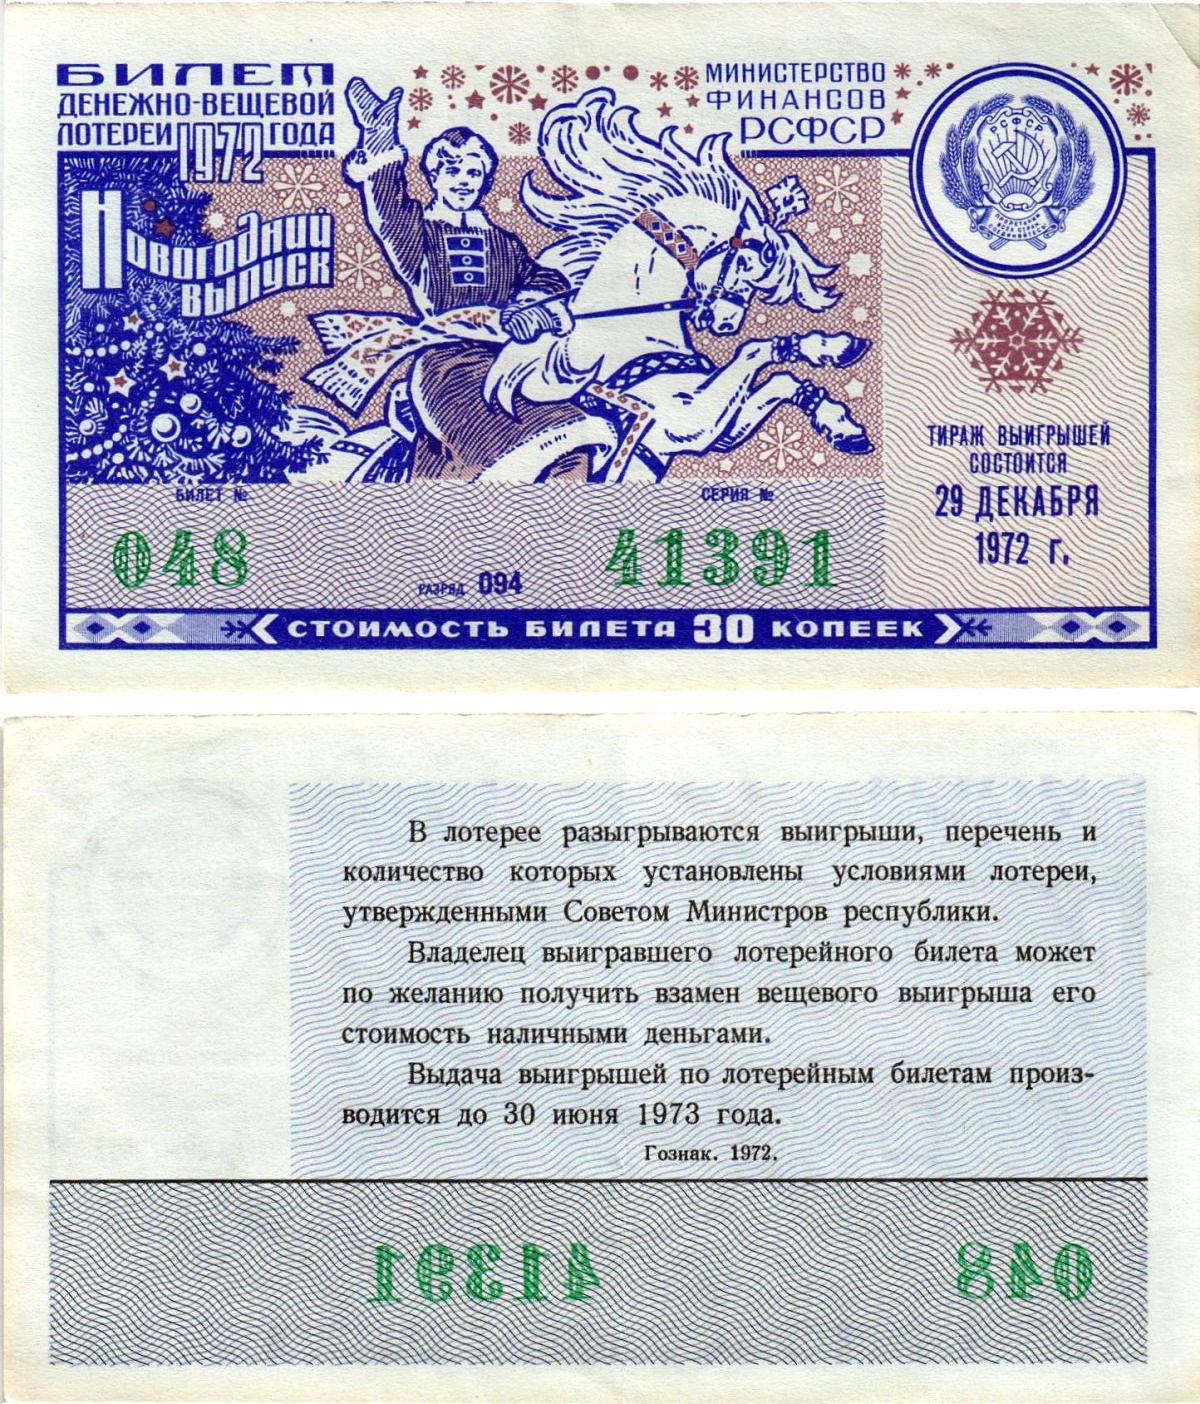 БИЛЕТ
ДЕНЕЖНО-ВЕЩЕВОЙ
ЛОТЕРЕИ 1972 ГОДА
НОВОГОДНИЙ
ВЫПУСК
МИНИСТЕРСТВО
ФИНАНСОВ
РСФСР
РСФСР
ТИРАЖ ВЫИГРЫШЕЙ
СОСТОИТСЯ
29 ДЕКАБРЯ
1972 г.
БИЛЕТ №
048
РАЗРЯД 094
СЕРИЯ №
41391
СТОИМОСТЬ БИЛЕТА 30 КОПЕЕК
В лотерее разыгрываются выигрыши, перечень и
количество которых установлены условиями лотереи,
утвержденными Советом Министров республики.
Владелец выигравшего лотерейного билета может
по желанию получить взамен вещевого выигрыша его
стоимость наличными деньгами.
Выдача выигрышей по лотерейным билетам произ-
водится до 30 июня 1973 года.
Гознак. 1972.
41391
048